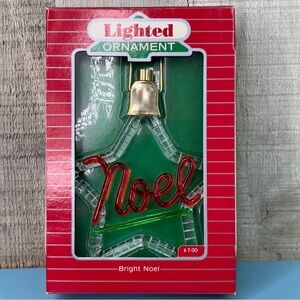 Lighted
ORNAMENT
Noel
$7.00
Bright Noel